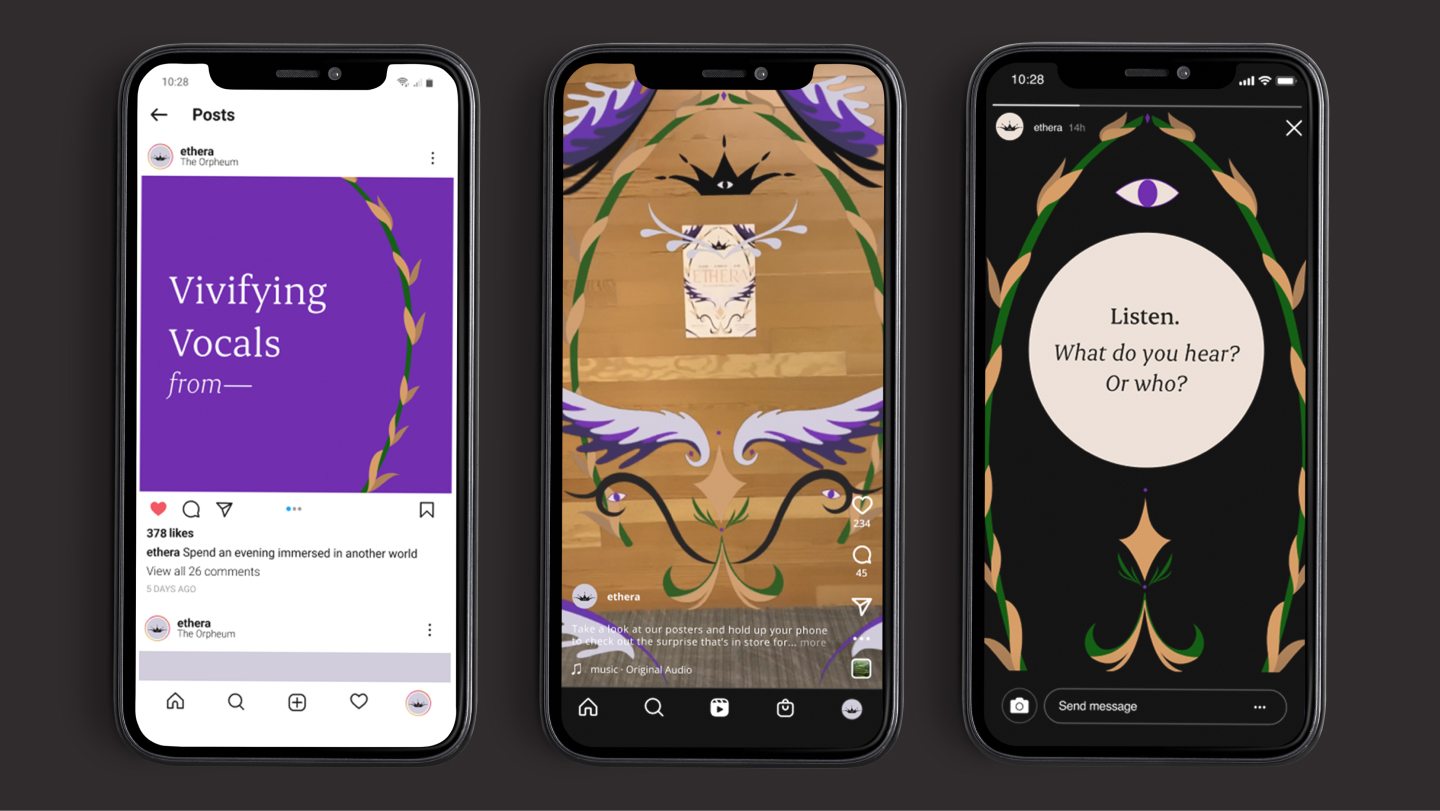 10:28
Posts
ethera
The Orpheum
Vivifying
Vocals
from—
378 likes
ethera Spend an evening immersed in another world
View all 26 comments
5 DAYS AGO
ethera
The Orpheum
ETHERA
234
45
ethera
Take a look at our posters and hold up your phone
to check out the surprise that's in store for... more
music · Original Audio
10:28
ethera 14h
Listen.
What do you hear?
Or who?
Send message